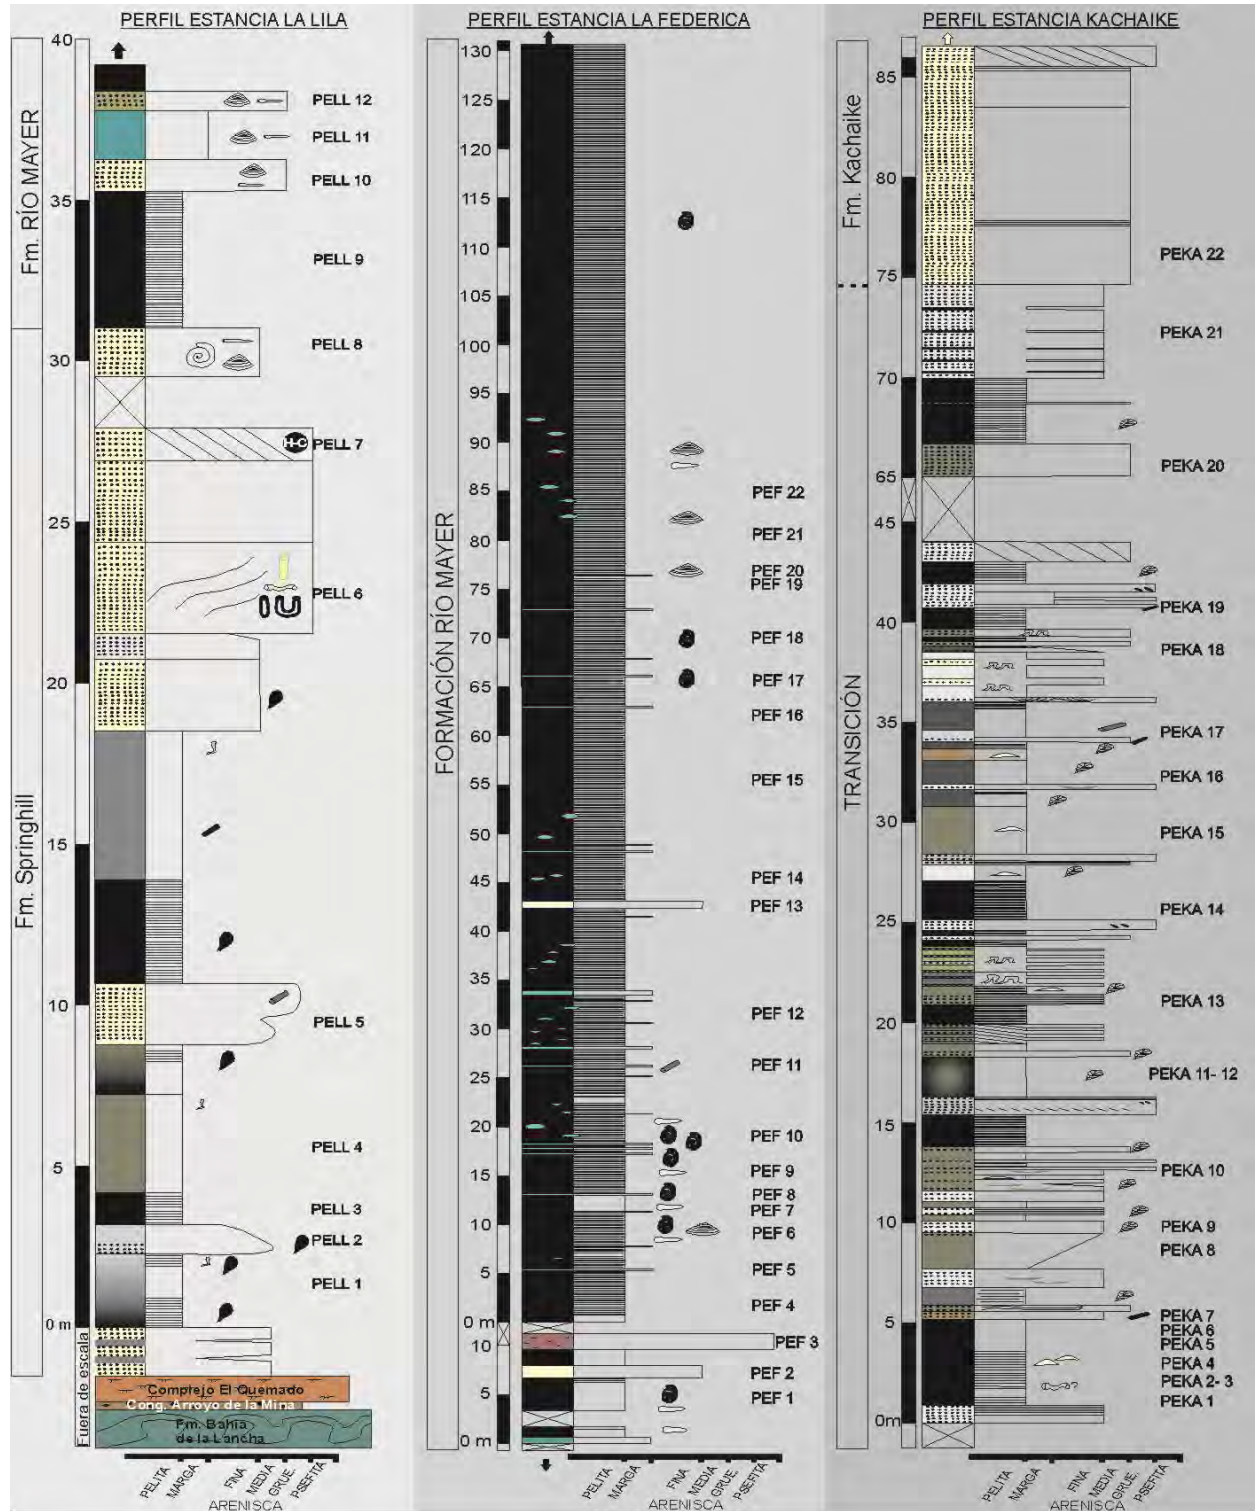 PERFIL ESTANCIA LA LILA
40
PELL 12
PELL 11
PELL 10
35
Fm. RÍO MAYER
PELL 9
PELL 8
30
H-C
PELL 7
25
PELL 6
20
Fm. Springhill
15
10
PELL 5
PELL 4
5
PELL 3
PELL 2
PELL 1
0 m
Fuera de escala
Complejo El Quemado
Cong. Arroyo de la Mina
Fm. Bahía
de la Lancha
PELITA
MARGA
FINA
MEDIA
GRUE.
PSEFITA
ARENISCA
PERFIL ESTANCIA LA FEDERICA
130
125
120
115
110
105
100
95
90
85
PEF 22
80
PEF 21
PEF 20
75
PEF 19
70
PEF 18
65
PEF 17
PEF 16
60
FORMACIÓN RÍO MAYER
55
PEF 15
50
45
PEF 14
PEF 13
40
35
30
PEF 12
25
PEF 11
20
PEF 10
15
PEF 9
PEF 8
PEF 7
10
PEF 6
5
PEF 5
PEF 4
0 m
10
PEF 3
PEF 2
5
PEF 1
0 m
PELITA
MARGA
FINA
MEDIA
GRUE.
PSEFITA
ARENISCA
PERFIL ESTANCIA KACHAIKE
85
Fm. Kachaike
80
PEKA 22
75
PEKA 21
70
PEKA 20
65
45
PEKA 19
40
PEKA 18
TRANSICIÓN
35
PEKA 17
PEKA 16
30
PEKA 15
25
PEKA 14
PEKA 13
20
PEKA 11- 12
15
PEKA 10
10
PEKA 9
PEKA 8
PEKA 7
5
PEKA 6
PEKA 5
PEKA 4
PEKA 2- 3
PEKA 1
0m
PELITA
MARGA
FINA
MEDIA
GRUE.
PSEFITA
ARENISCA